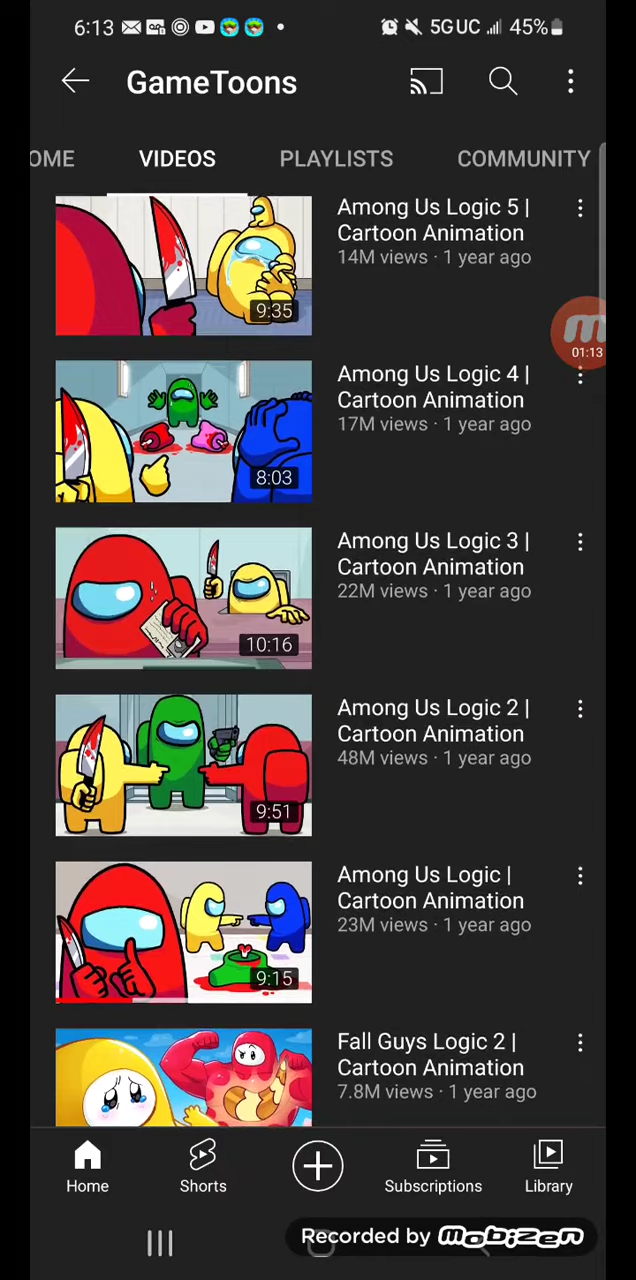 6:13
5G UC
45%
GameToons
OME
VIDEOS
PLAYLISTS
COMMUNITY
Among Us Logic 5 |
Cartoon Animation
14M views · 1 year ago
9:35
01:13
Among Us Logic 4 |
Cartoon Animation
17M views · 1 year ago
8:03
Among Us Logic 3 |
Cartoon Animation
22M views · 1 year ago
10:16
Among Us Logic 2 |
Cartoon Animation
48M views · 1 year ago
9:51
Among Us Logic |
Cartoon Animation
23M views · 1 year ago
9:15
Fall Guys Logic 2 |
Cartoon Animation
7.8M views · 1 year ago
Home
Shorts
Subscriptions
Library
Recorded by mobizen